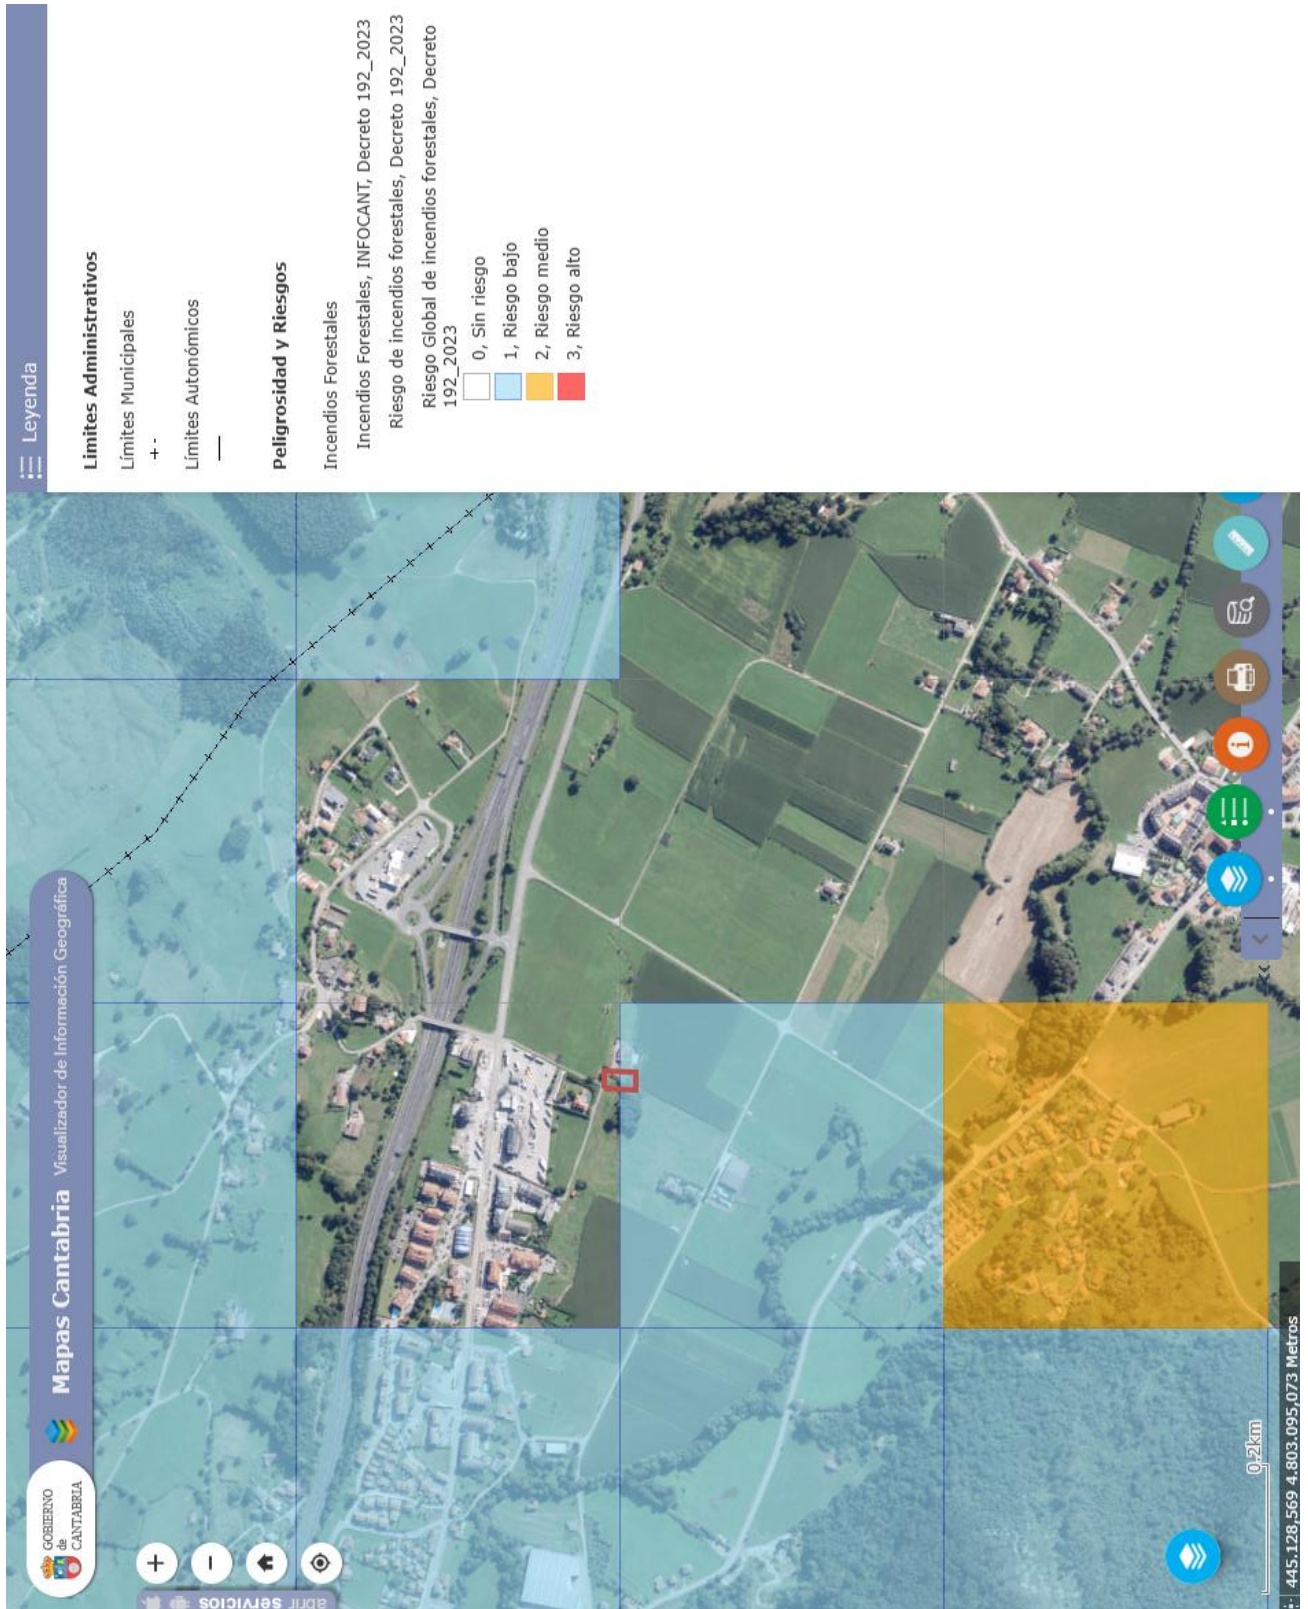 GOBIERNO
de
CANTABRIA
Mapas Cantabria Visualizador de Información Geográfica
+
−
abrir servicios
0.2km
445.128,569 4.803.095,073 Metros
Leyenda
Limites Administrativos
Límites Municipales
Límites Autonómicos
Peligrosidad y Riesgos
Incendios Forestales
Incendios Forestales, INFOCANT, Decreto 192_2023
Riesgo de incendios forestales, Decreto 192_2023
Riesgo Global de incendios forestales, Decreto
192_2023
0, Sin riesgo
1, Riesgo bajo
2, Riesgo medio
3, Riesgo alto